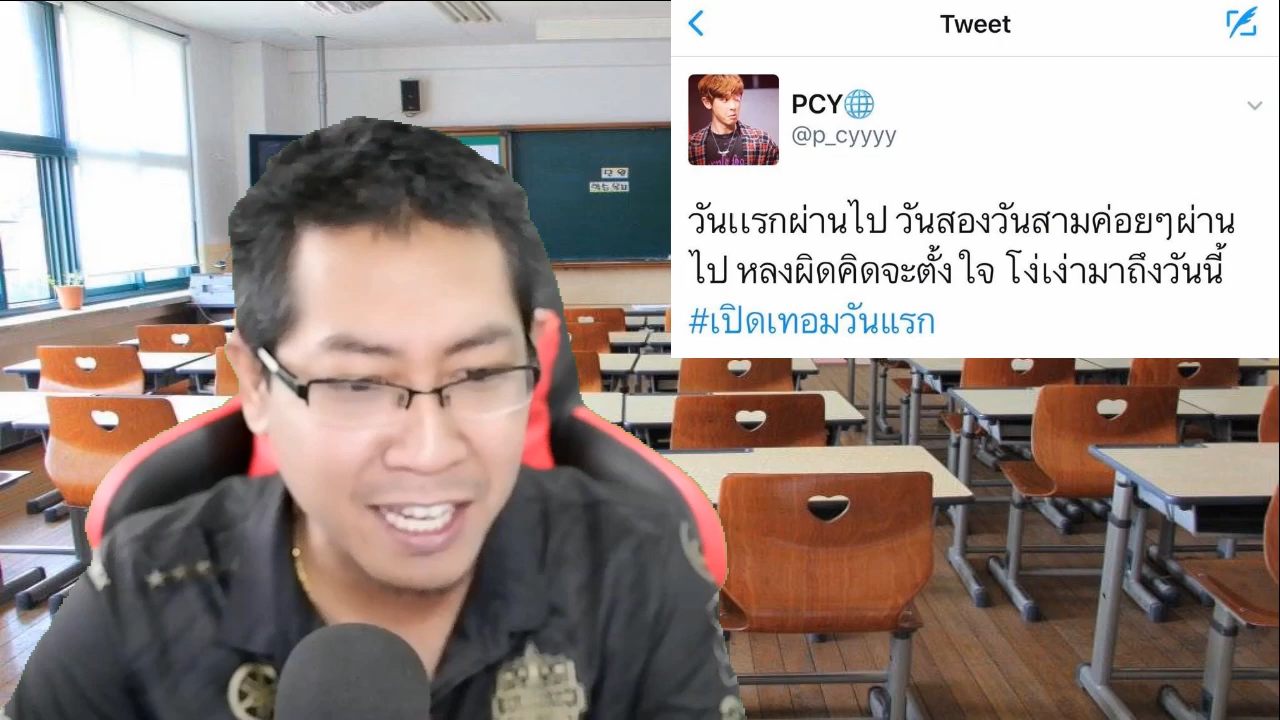 Tweet
PCY🌐
@p_cyyyy
วันแรกผ่านไป วันสองวันสามค่อยๆผ่าน
ไป หลงผิดคิดจะตั้งใจ โง่เง่ามาถึงวันนี้
#เปิดเทอมวันแรก